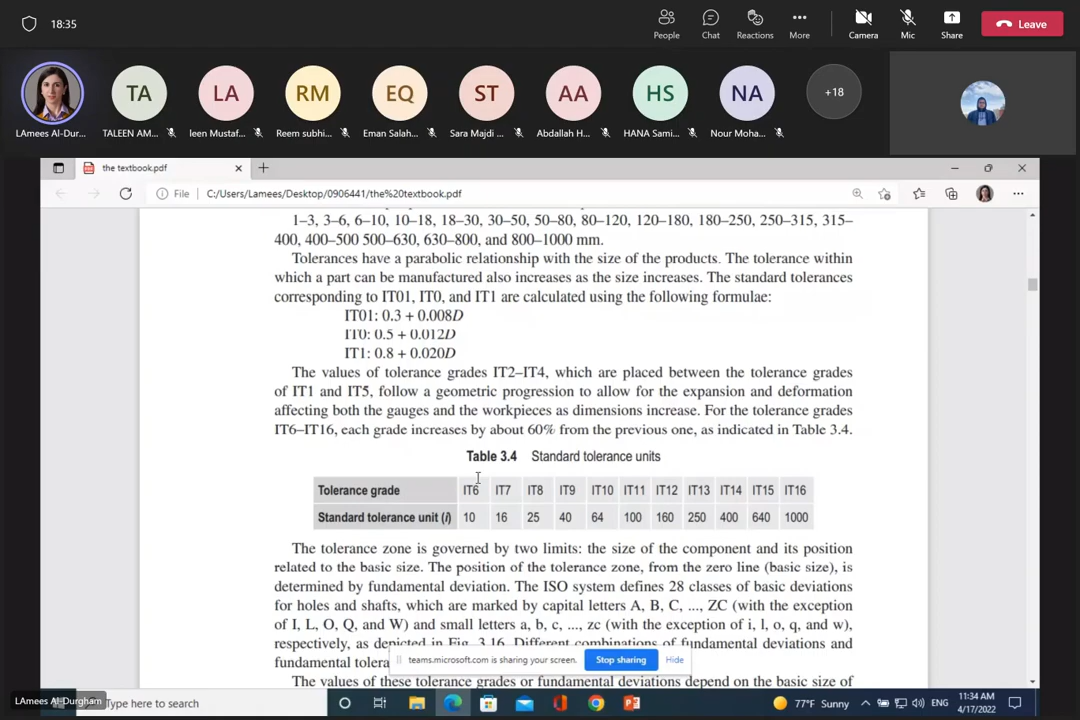 18:35
People
Chat
Reactions
More
Camera
Mic
Share
Leave
TA
LA
RM
EQ
ST
AA
HS
NA
+18
LAmees Al-Dur...
TALEEN AM...
leen Mustaf...
Reem subhi...
Eman Salah...
Sara Majdi ...
Abdallah H...
HANA Sami...
Nour Moha...
the textbook.pdf
File
C:/Users/Lamees/Desktop/0906441/the%20textbook.pdf
1–3, 3–6, 6–10, 10–18, 18–30, 30–50, 50–80, 80–120, 120–180, 180–250, 250–315, 315–
400, 400–500 500–630, 630–800, and 800–1000 mm.
Tolerances have a parabolic relationship with the size of the products. The tolerance within
which a part can be manufactured also increases as the size increases. The standard tolerances
corresponding to IT01, IT0, and IT1 are calculated using the following formulae:
IT01: 0.3 + 0.008D
IT0: 0.5 + 0.012D
IT1: 0.8 + 0.020D
The values of tolerance grades IT2–IT4, which are placed between the tolerance grades
of IT1 and IT5, follow a geometric progression to allow for the expansion and deformation
affecting both the gauges and the workpieces as dimensions increase. For the tolerance grades
IT6–IT16, each grade increases by about 60% from the previous one, as indicated in Table 3.4.
Table 3.4 Standard tolerance units
Tolerance grade IT6 IT7 IT8 IT9 IT10 IT11 IT12 IT13 IT14 IT15 IT16
Standard tolerance unit (i) 10 16 25 40 64 100 160 250 400 640 1000
The tolerance zone is governed by two limits: the size of the component and its position
related to the basic size. The position of the tolerance zone, from the zero line (basic size), is
determined by fundamental deviation. The ISO system defines 28 classes of basic deviations
for holes and shafts, which are marked by capital letters A, B, C, ..., ZC (with the exception
of I, L, O, Q, and W) and small letters a, b, c, ..., zc (with the exception of i, l, o, q, and w),
respectively, as depicted in Fig. 3.16. Different combinations of fundamental deviations and
fundamental tolera
teams.microsoft.com is sharing your screen.
Stop sharing
Hide
The values of these tolerance grades or fundamental deviations depend on the basic size of
LAmees Al-Durgham
Type here to search
77°F Sunny
ENG
11:34 AM
4/17/2022